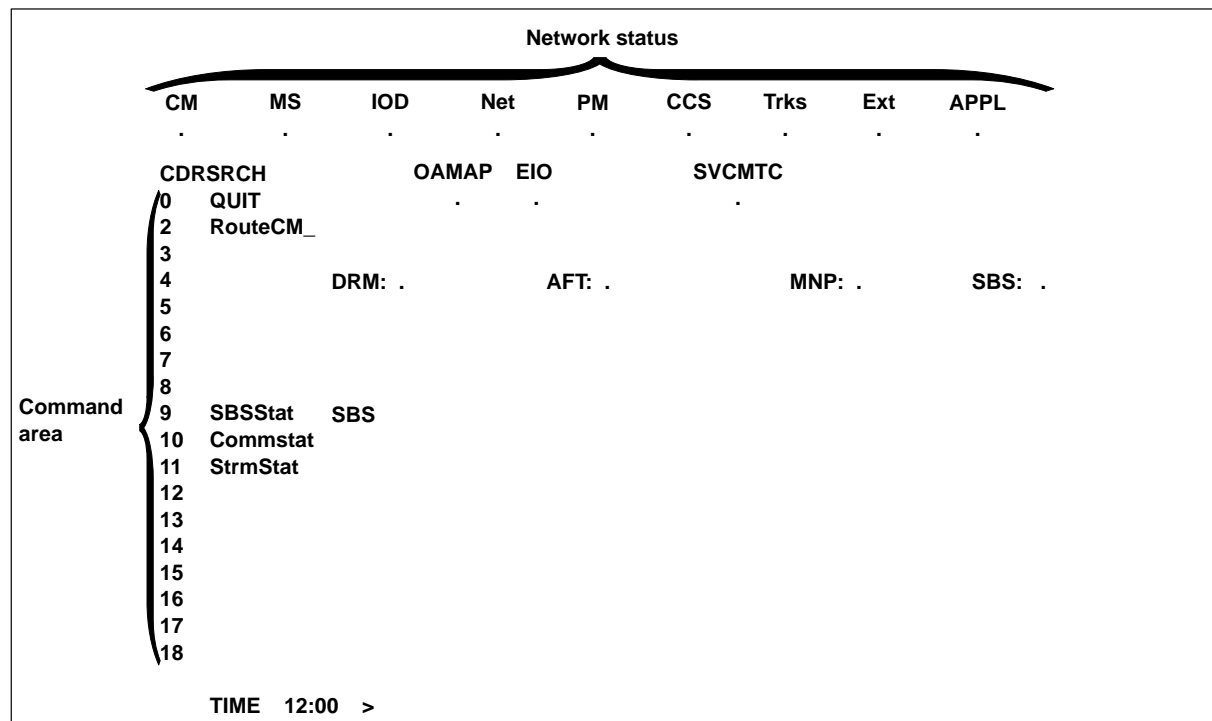 Network status
CM MS IOD Net PM CCS Trks Ext APPL
. . . . . . . . .
CDRSRCH OAMAP EIO SVCMTC
0 QUIT . . .
2 RouteCM_
3
4 DRM: . AFT: . MNP: . SBS: .
5
6
7
8
Command area
9 SBSStat SBS
10 Commstat
11 StrmStat
12
13
14
15
16
17
18
TIME 12:00 >